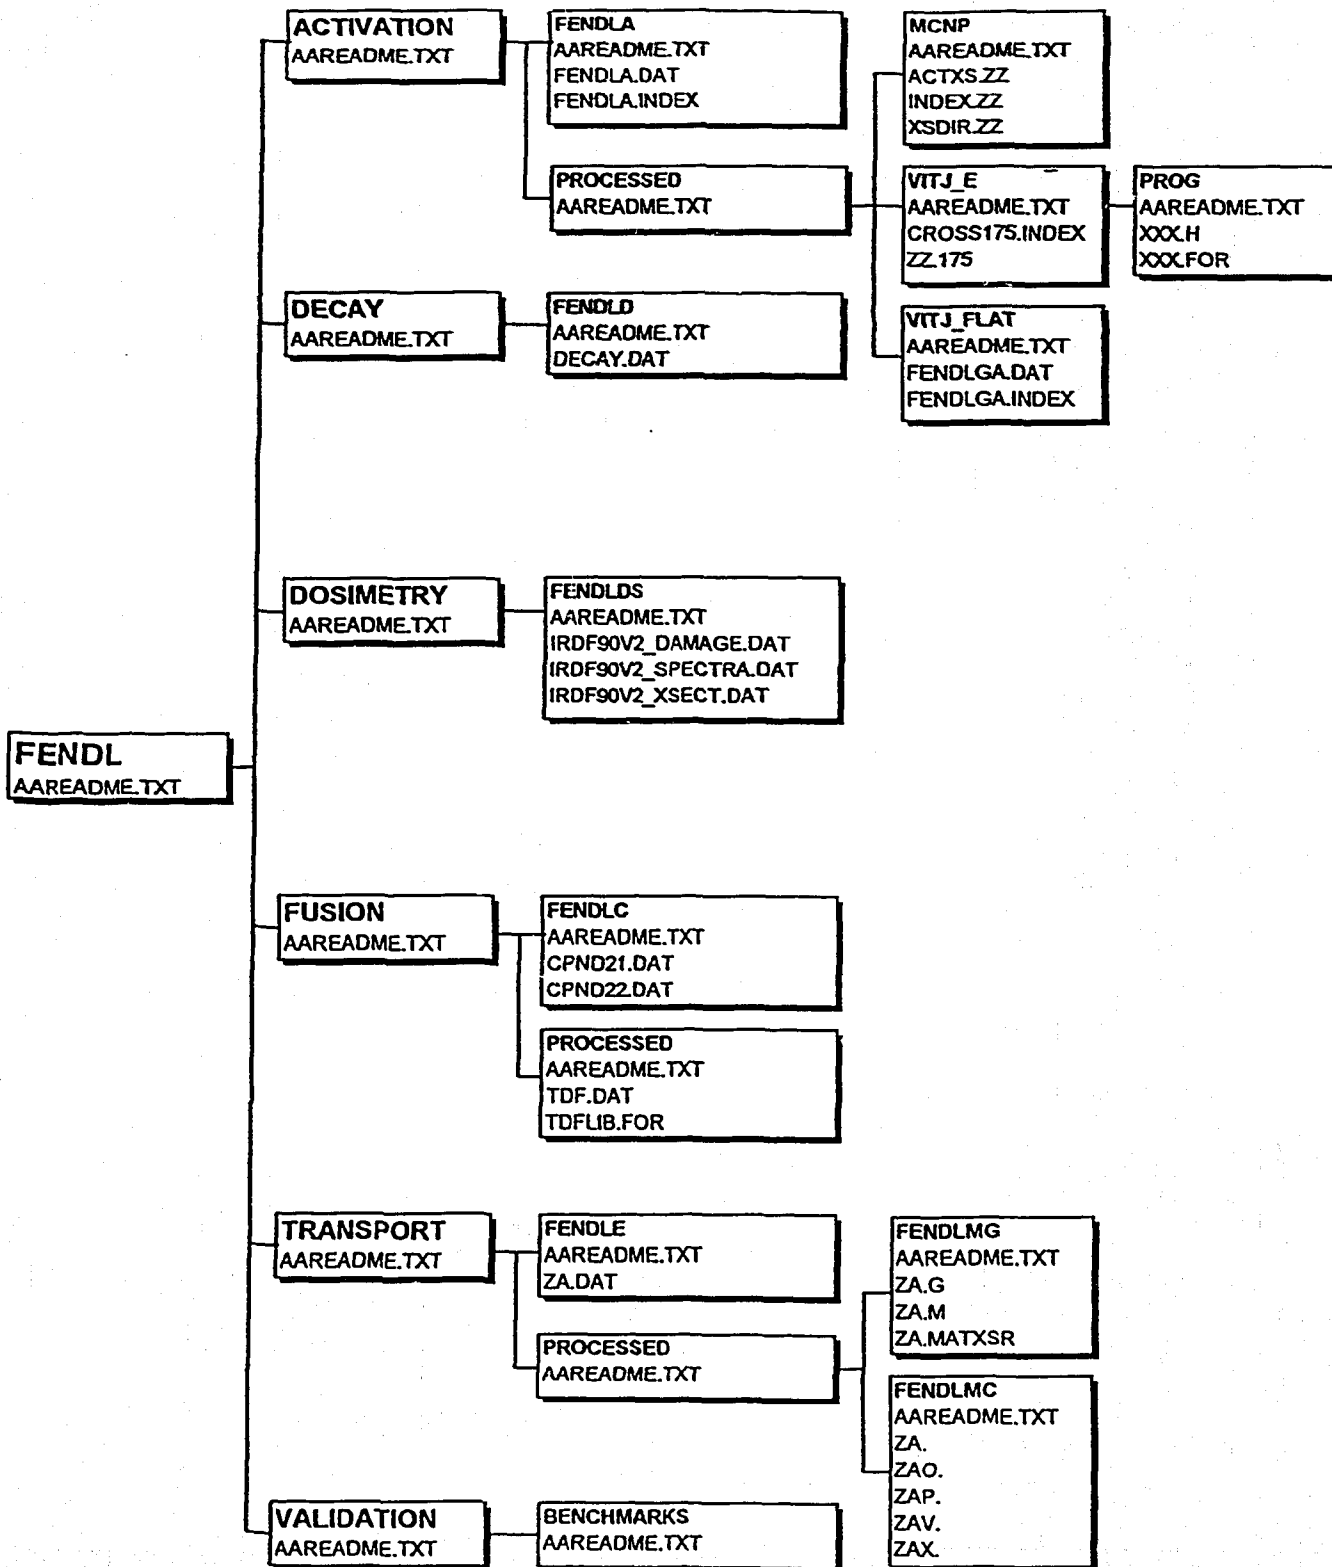 ACTIVATION
AAREADME.TXT
FENDLA
AAREADME.TXT
FENDLA.DAT
FENDLA.INDEX
MCNP
AAREADME.TXT
ACTXS.ZZ
INDEX.ZZ
XSDIR.ZZ
PROCESSED
AAREADME.TXT
VITJ_E
AAREADME.TXT
CROSS175.INDEX
ZZ.175
PROG
AAREADME.TXT
XXX.H
XXX.FOR
DECAY
AAREADME.TXT
FENDLD
AAREADME.TXT
DECAY.DAT
VITJ_FLAT
AAREADME.TXT
FENDLGA.DAT
FENDLGA.INDEX
DOSIMETRY
AAREADME.TXT
FENDLDS
AAREADME.TXT
IRDF90V2_DAMAGE.DAT
IRDF90V2_SPECTRA.DAT
IRDF90V2_XSECT.DAT
FENDL
AAREADME.TXT
FUSION
AAREADME.TXT
FENDLC
AAREADME.TXT
CPND21.DAT
CPND22.DAT
PROCESSED
AAREADME.TXT
TDF.DAT
TDFLIB.FOR
TRANSPORT
AAREADME.TXT
FENDLE
AAREADME.TXT
ZA.DAT
FENDLMG
AAREADME.TXT
ZA.G
ZA.M
ZA.MATXSR
PROCESSED
AAREADME.TXT
FENDLMC
AAREADME.TXT
ZA.
ZAO.
ZAP.
ZAV.
ZAX.
VALIDATION
AAREADME.TXT
BENCHMARKS
AAREADME.TXT